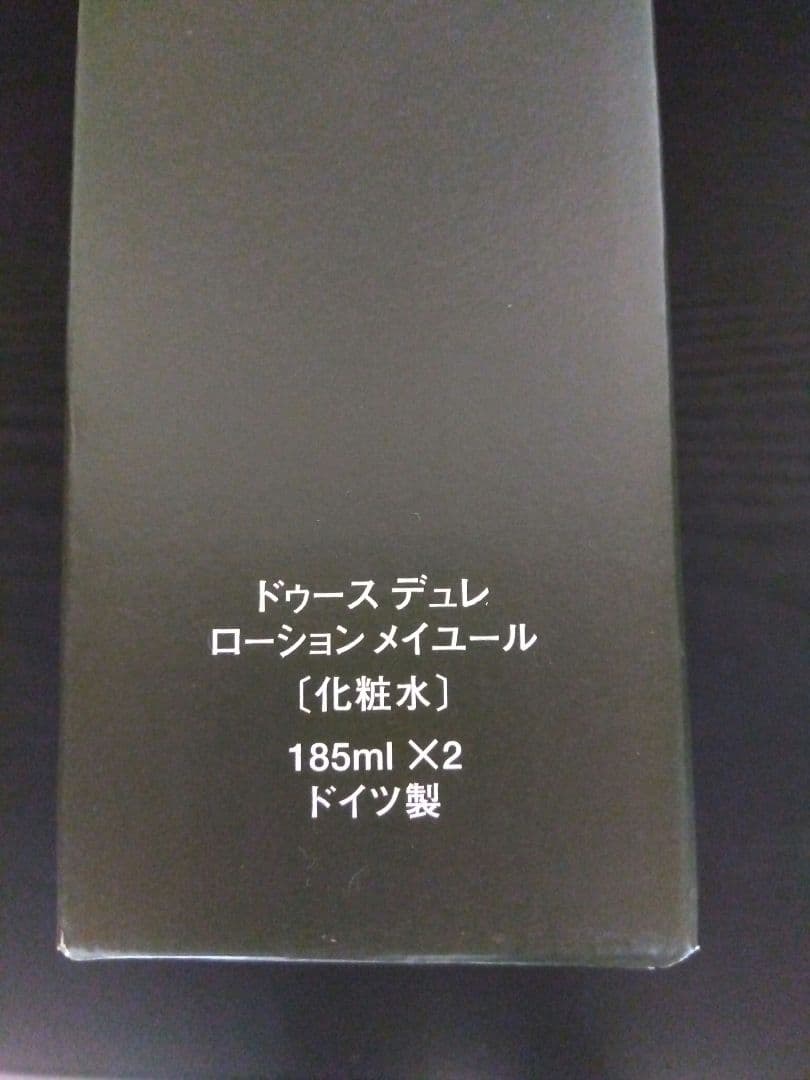 ドゥース デュレ
ローション メイユール
〔化粧水〕
185ml ×2
ドイツ製